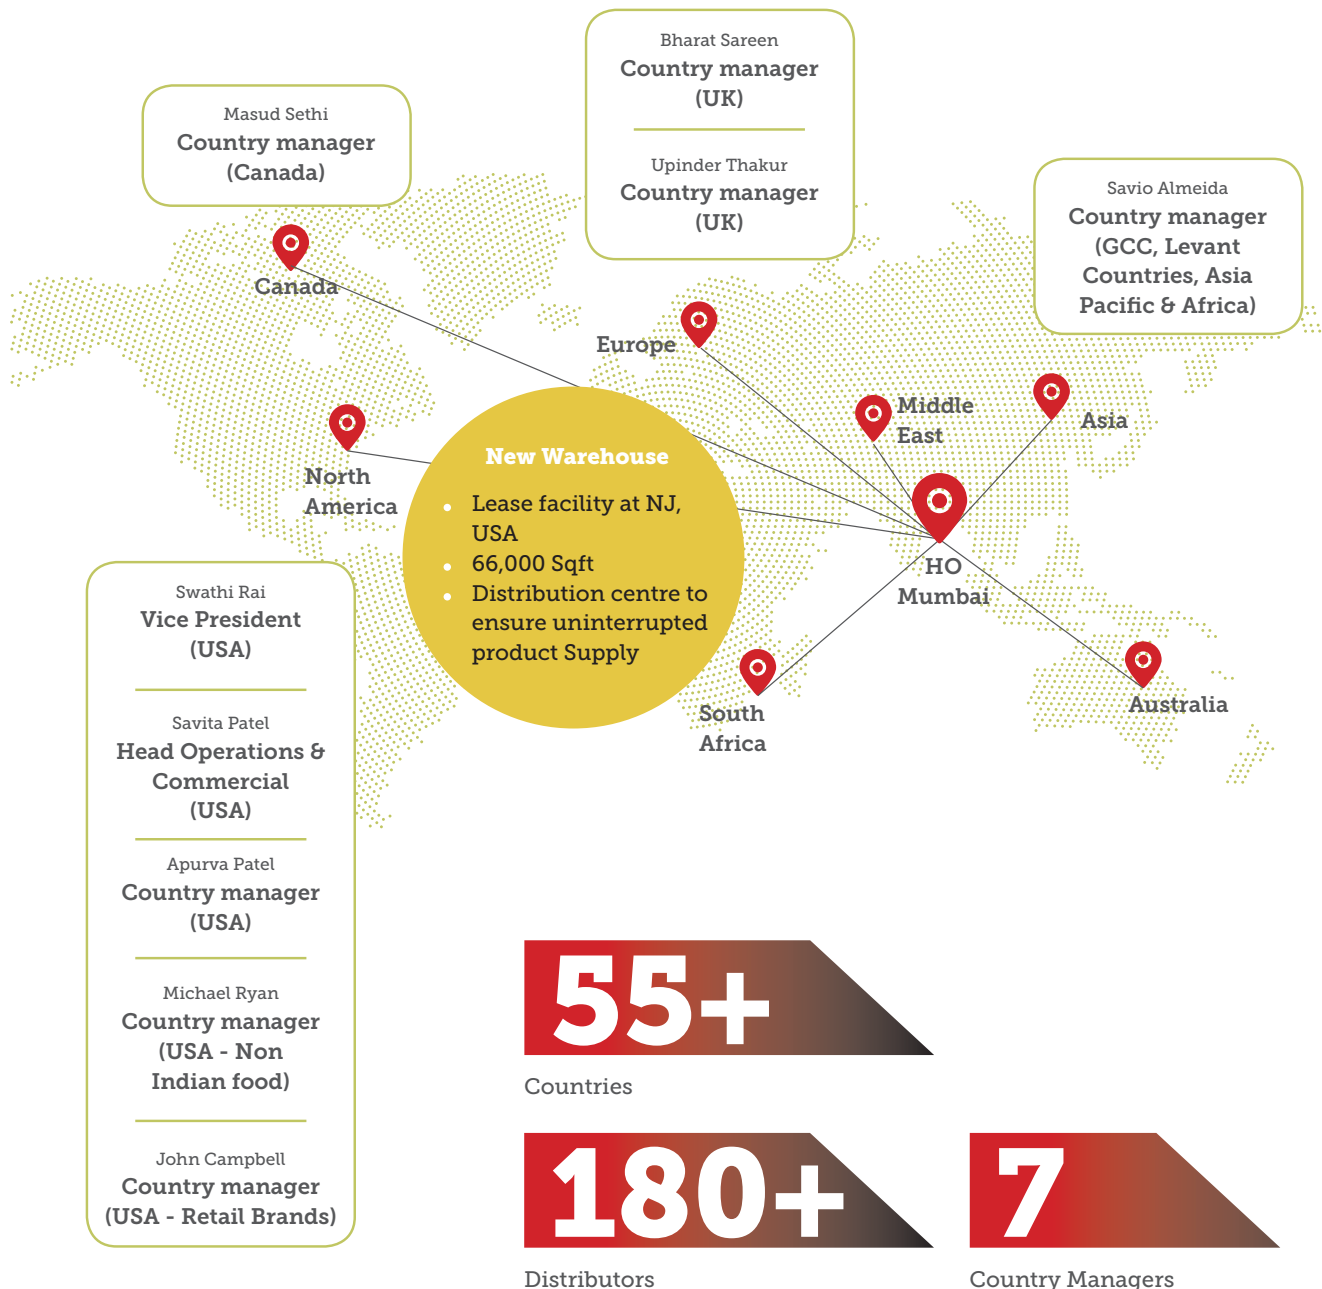 Bharat Sareen
Country manager
(UK)
Upinder Thakur
Country manager
(UK)
Masud Sethi
Country manager
(Canada)
Savio Almeida
Country manager
(GCC, Levant
Countries, Asia
Pacific & Africa)
Canada
Europe
Middle
East
Asia
North
America
New Warehouse
Lease facility at NJ,
USA
66,000 Sqft
Distribution centre to
ensure uninterrupted
product Supply
HO
Mumbai
South
Africa
Australia
Swathi Rai
Vice President
(USA)
Savita Patel
Head Operations &
Commercial
(USA)
Apurva Patel
Country manager
(USA)
Michael Ryan
Country manager
(USA - Non
Indian food)
John Campbell
Country manager
(USA - Retail Brands)
55+
Countries
180+
Distributors
7
Country Managers